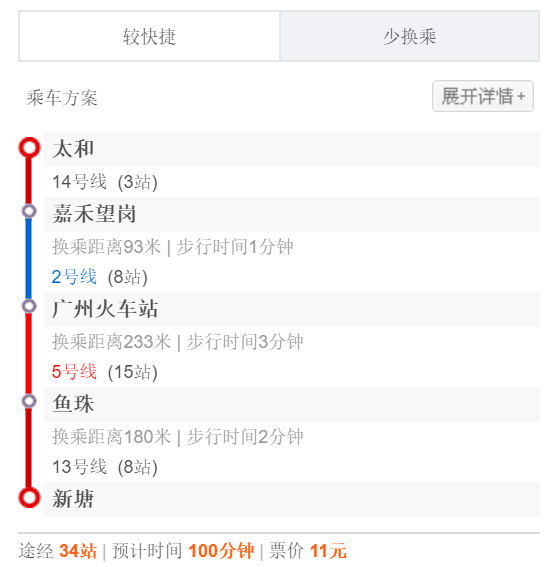 较快捷
少换乘
乘车方案
展开详情+
太和
14号线 (3站)
嘉禾望岗
换乘距离93米 | 步行时间1分钟
2号线 (8站)
广州火车站
换乘距离233米 | 步行时间3分钟
5号线 (15站)
鱼珠
换乘距离180米 | 步行时间2分钟
13号线 (8站)
新塘
途经 34站 | 预计时间 100分钟 | 票价 11元